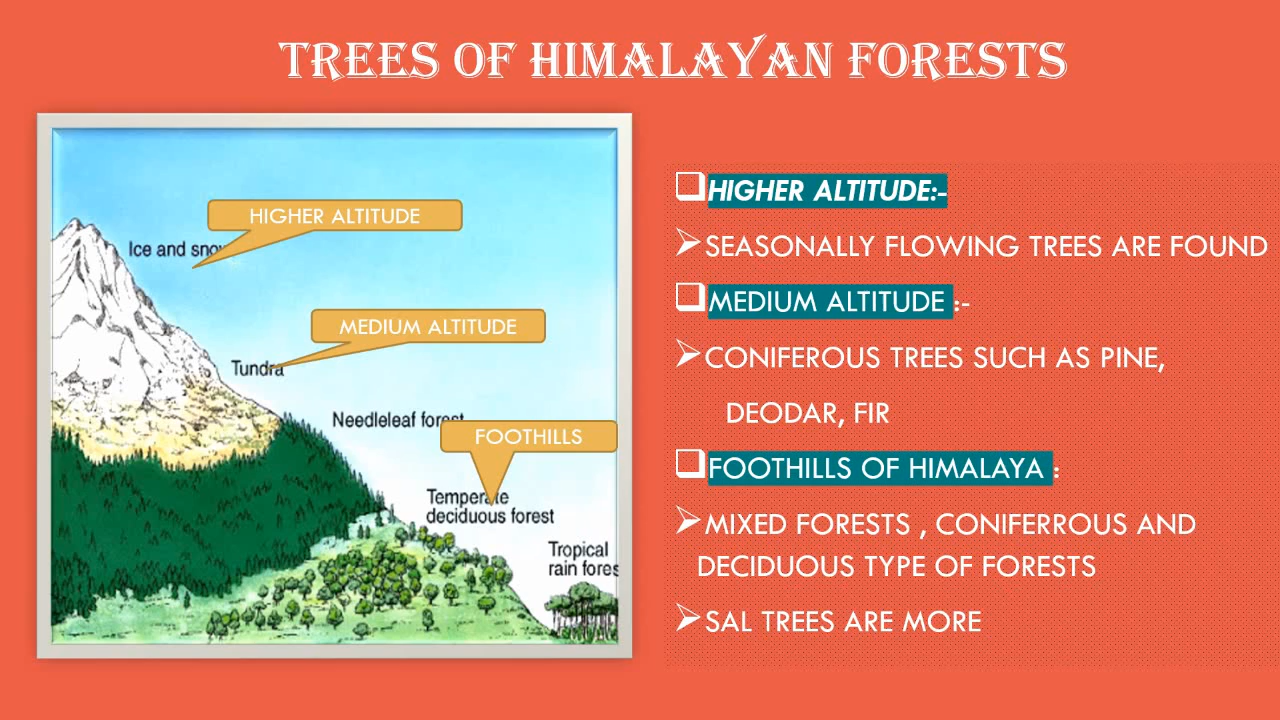 TREES OF HIMALAYAN FORESTS
HIGHER ALTITUDE
Ice and snow
MEDIUM ALTITUDE
Tundra
Needleleaf forest
FOOTHILLS
Temperate
deciduous forest
Tropical
rain fores
HIGHER ALTITUDE:-
SEASONALLY FLOWING TREES ARE FOUND
MEDIUM ALTITUDE :-
CONIFEROUS TREES SUCH AS PINE,
DEODAR, FIR
FOOTHILLS OF HIMALAYA :
MIXED FORESTS , CONIFERROUS AND
DECIDUOUS TYPE OF FORESTS
SAL TREES ARE MORE